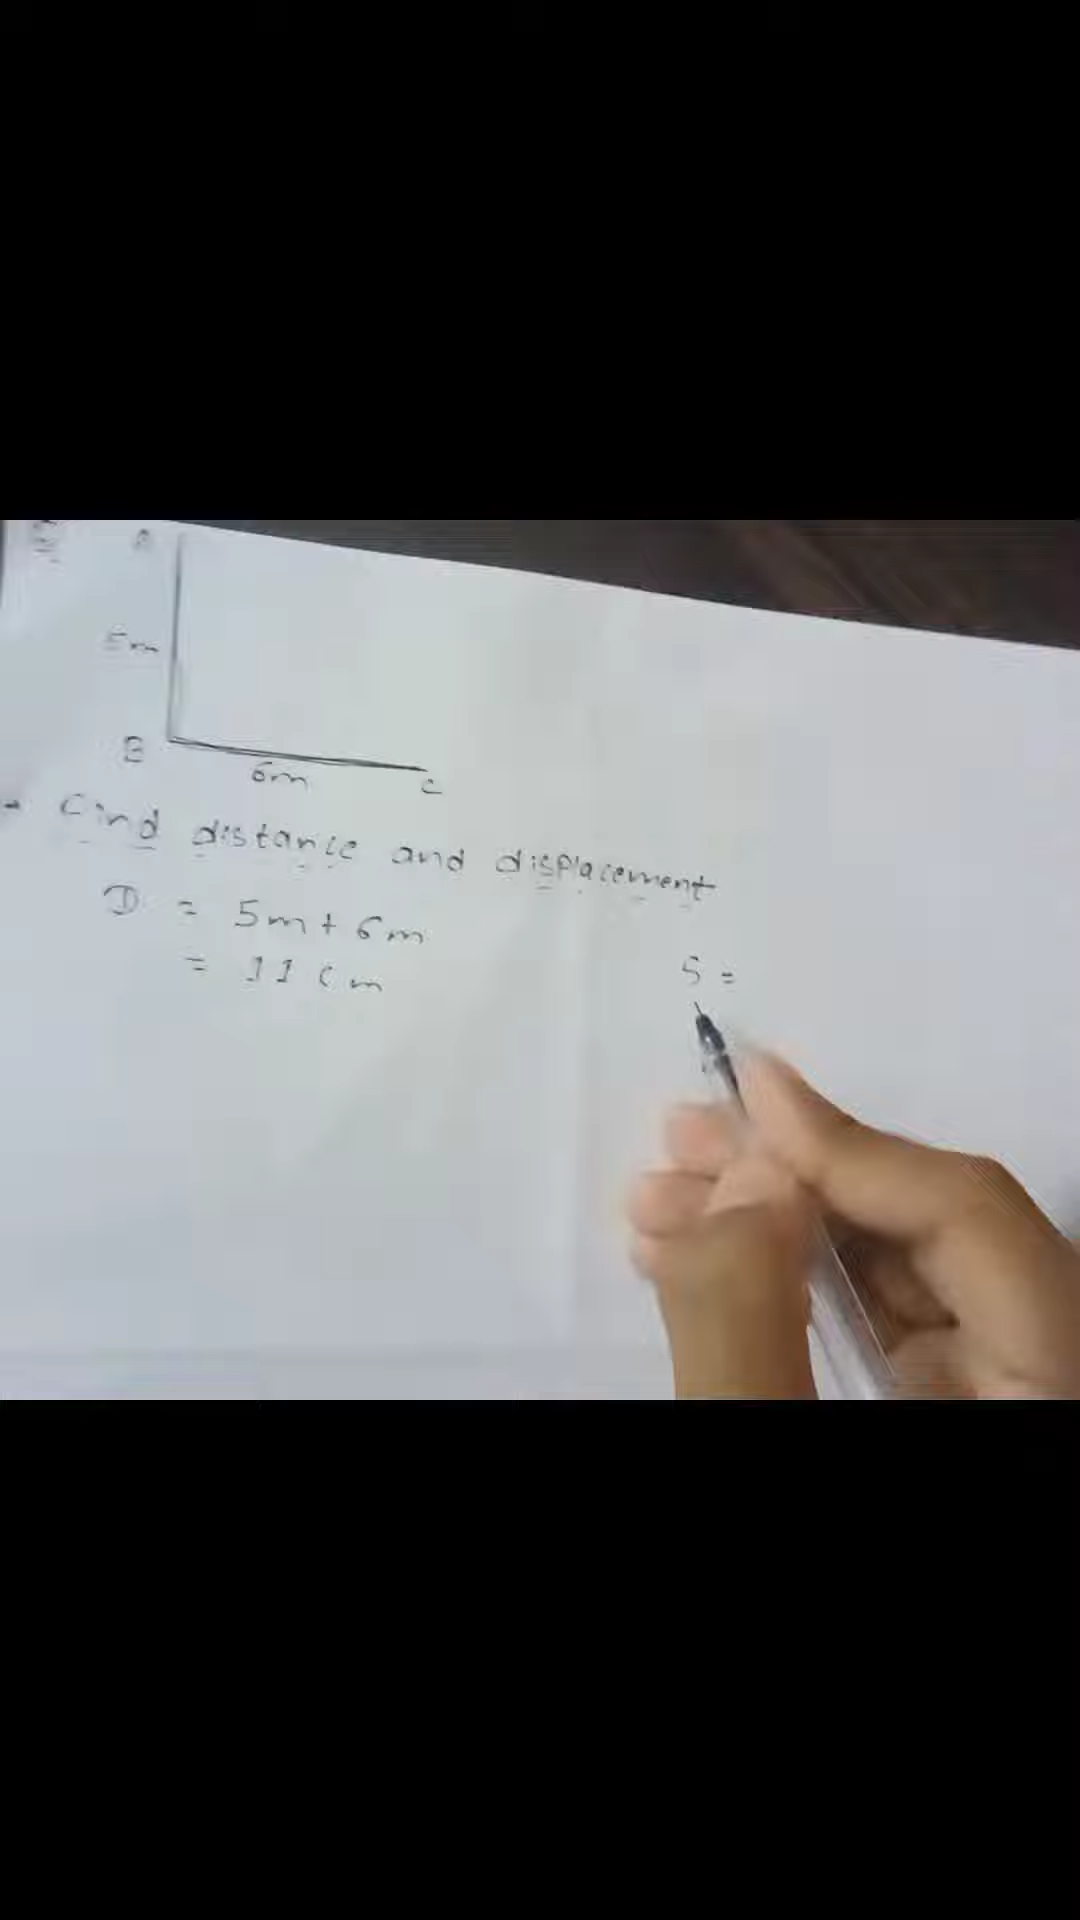 A
5m
B
6m
C
Find distance and displacement
D = 5m + 6m
= 11 cm
S =